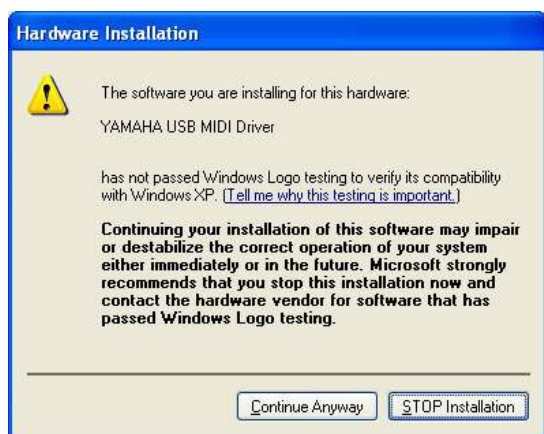 Hardware Installation
The software you are installing for this hardware:
YAMAHA USB MIDI Driver
has not passed Windows Logo testing to verify its compatibility
with Windows XP. (Tell me why this testing is important.)
Continuing your installation of this software may impair
or destabilize the correct operation of your system
either immediately or in the future. Microsoft strongly
recommends that you stop this installation now and
contact the hardware vendor for software that has
passed Windows Logo testing.
Continue Anyway
STOP Installation